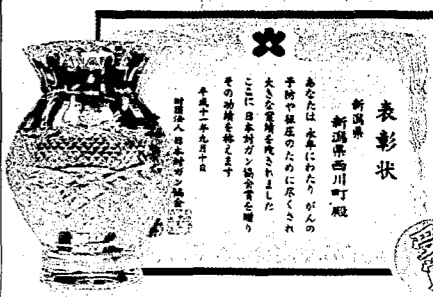 表彰状
新潟県
新潟県西川町殿
あなたは 永年にわたり がんの
予防や征圧のために尽くされ
大きな業績を残されました
ここに 日本対ガン協会賞を贈り
その功績を称えます
平成十一年九月十日
財団法人 日本対ガン協会